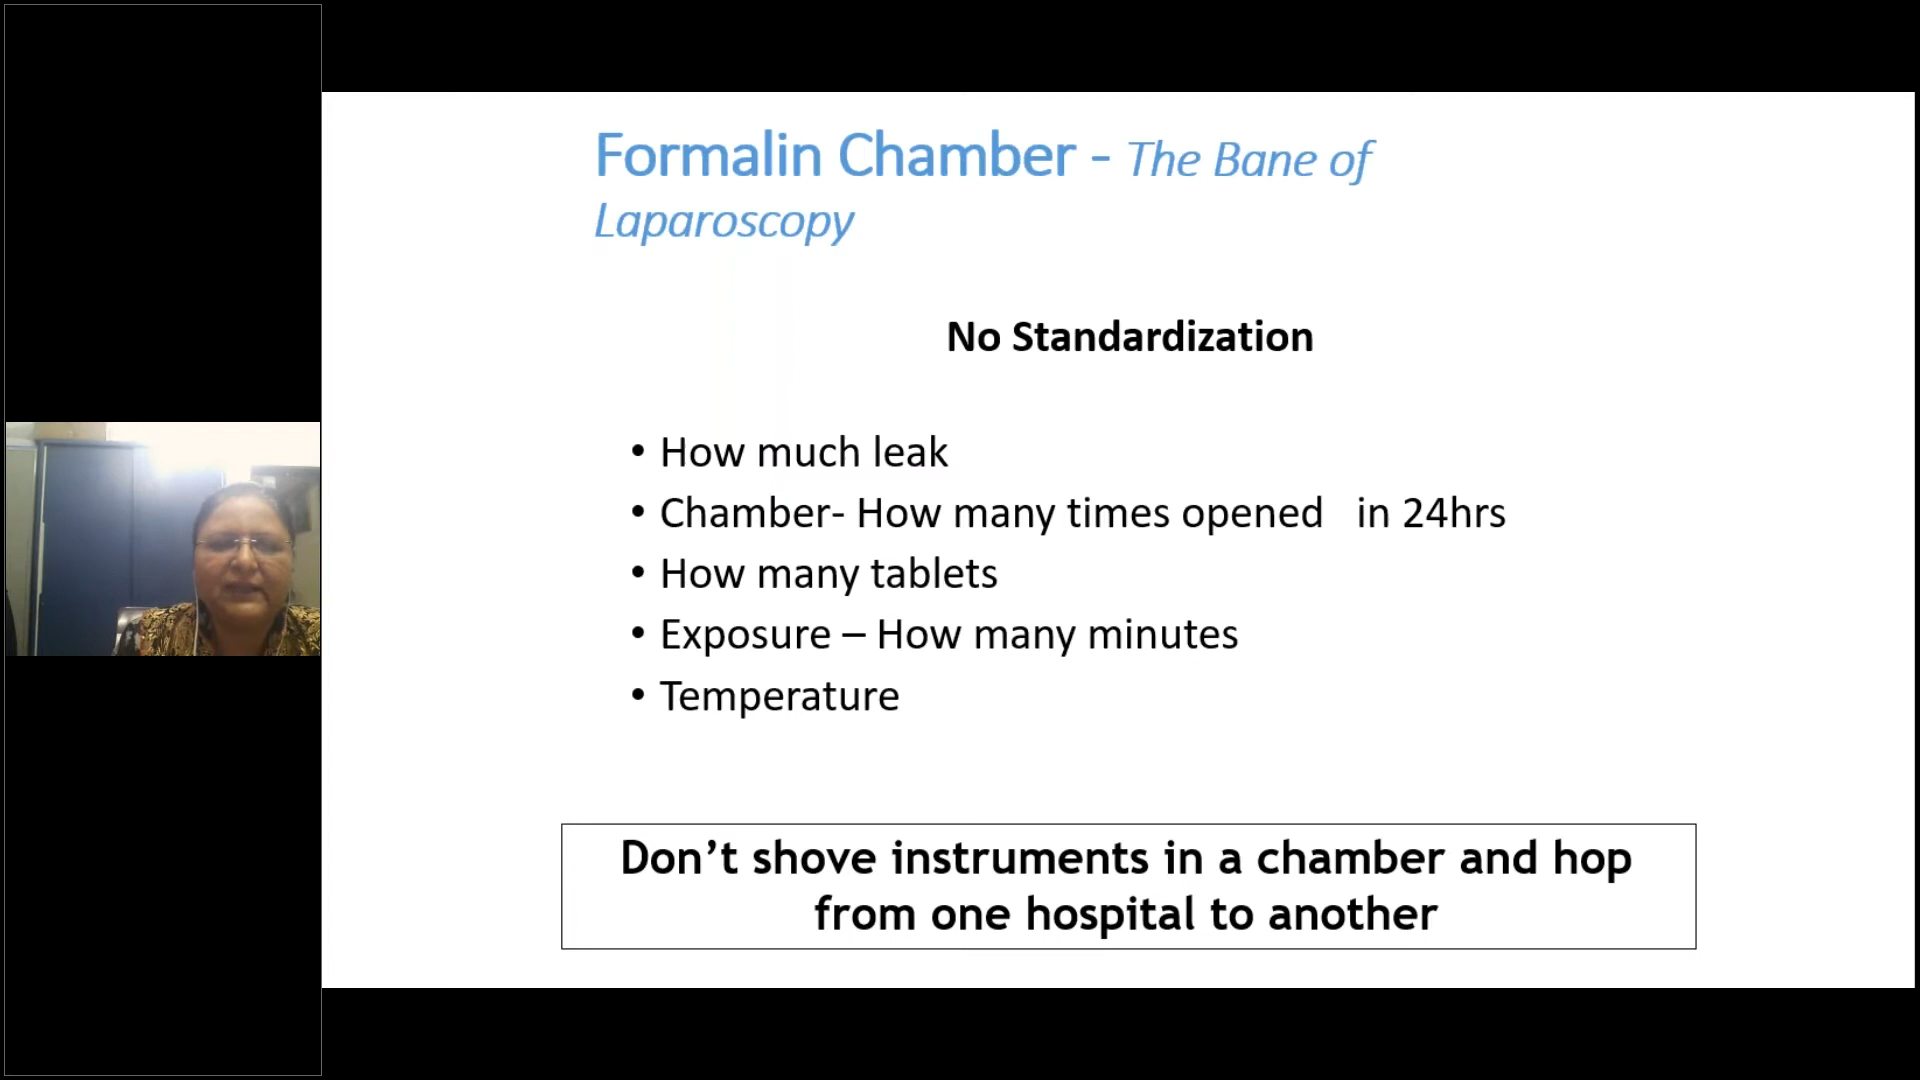 Formalin Chamber - The Bane of
Laparoscopy
No Standardization
• How much leak
• Chamber- How many times opened in 24hrs
• How many tablets
• Exposure – How many minutes
• Temperature
Don’t shove instruments in a chamber and hop
from one hospital to another